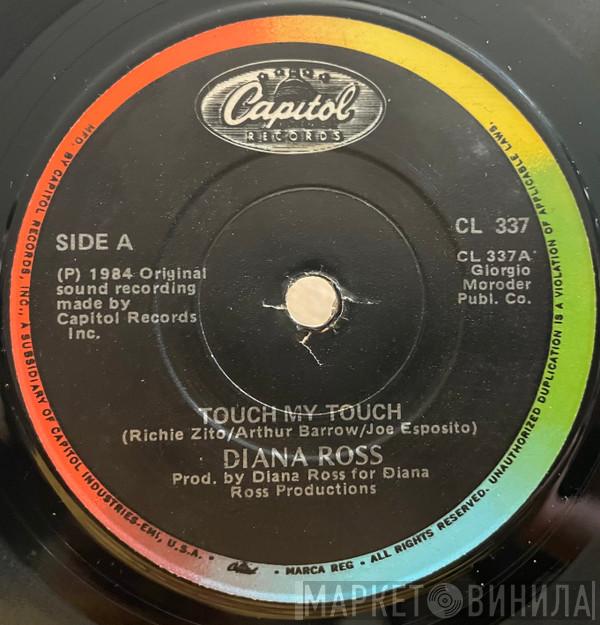 Capitol
RECORDS
SIDE A
(P) 1984 Original
sound recording
made by
Capitol Records
Inc.
CL 337
CL 337A
Giorgio
Moroder
Publ. Co.
TOUCH MY TOUCH
(Richie Zito/Arthur Barrow/Joe Esposito)
DIANA ROSS
Prod. by Diana Ross for Diana
Ross Productions
MFD. BY CAPITOL RECORDS, INC., A SUBSIDIARY OF CAPITOL INDUSTRIES-EMI, U.S.A. • Capitol • MARCA REG • ALL RIGHTS RESERVED. UNAUTHORIZED DUPLICATION IS A VIOLATION OF APPLICABLE LAWS.
МАРКЕТ ВИНИЛА